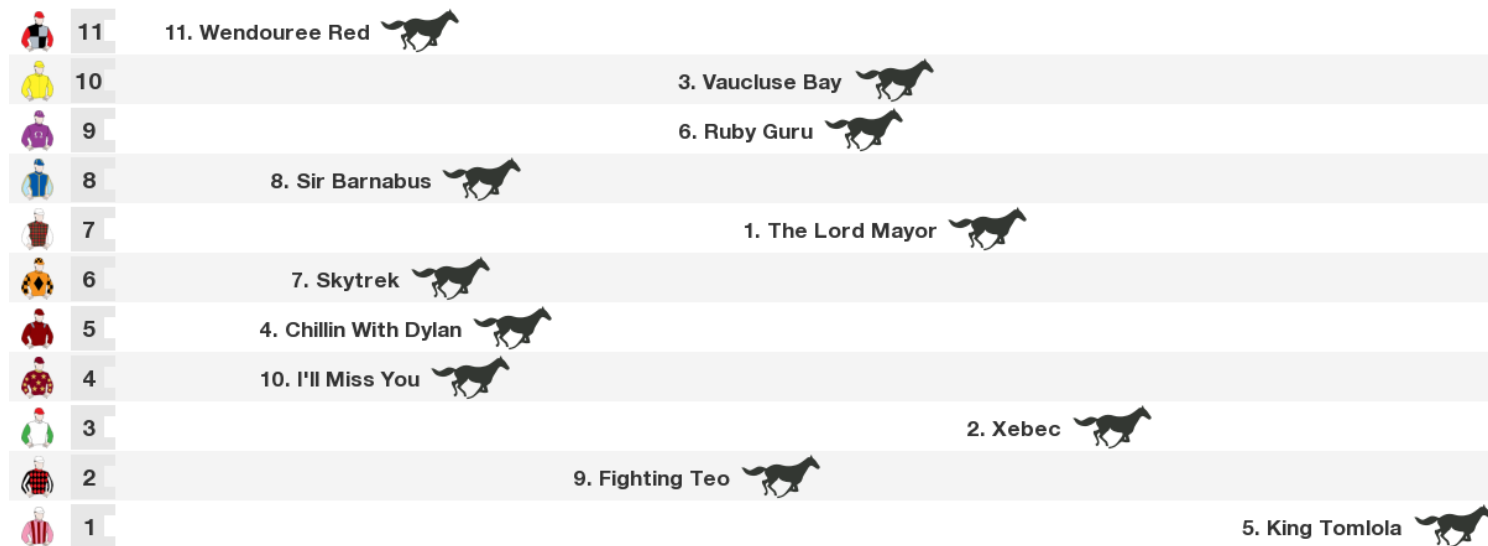 11 11. Wendouree Red
10 3. Vaucluse Bay
9 6. Ruby Guru
8 8. Sir Barnabus
7 1. The Lord Mayor
6 7. Skytrek
5 4. Chillin With Dylan
4 10. I'll Miss You
3 2. Xebec
2 9. Fighting Teo
1 5. King Tomlola